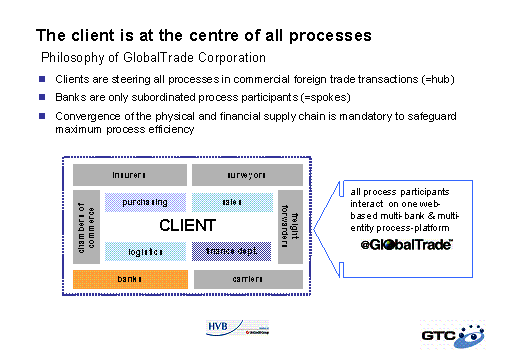 The client is at the centre of all processes
Philosophy of GlobalTrade Corporation
Clients are steering all processes in commercial foreign trade transactions (=hub)
Banks are only subordinated process participants (=spokes)
Convergence of the physical and financial supply chain is mandatory to safeguard
maximum process efficiency
insurers
surveyors
chambers of
commerce
purchasing
sales
CLIENT
logistics
finance dept.
freight
forwarders
banks
carriers
all process participants
interact on one web-
based multi-bank & multi-
entity process-platform
@GlobalTrade™
HVB
GTC